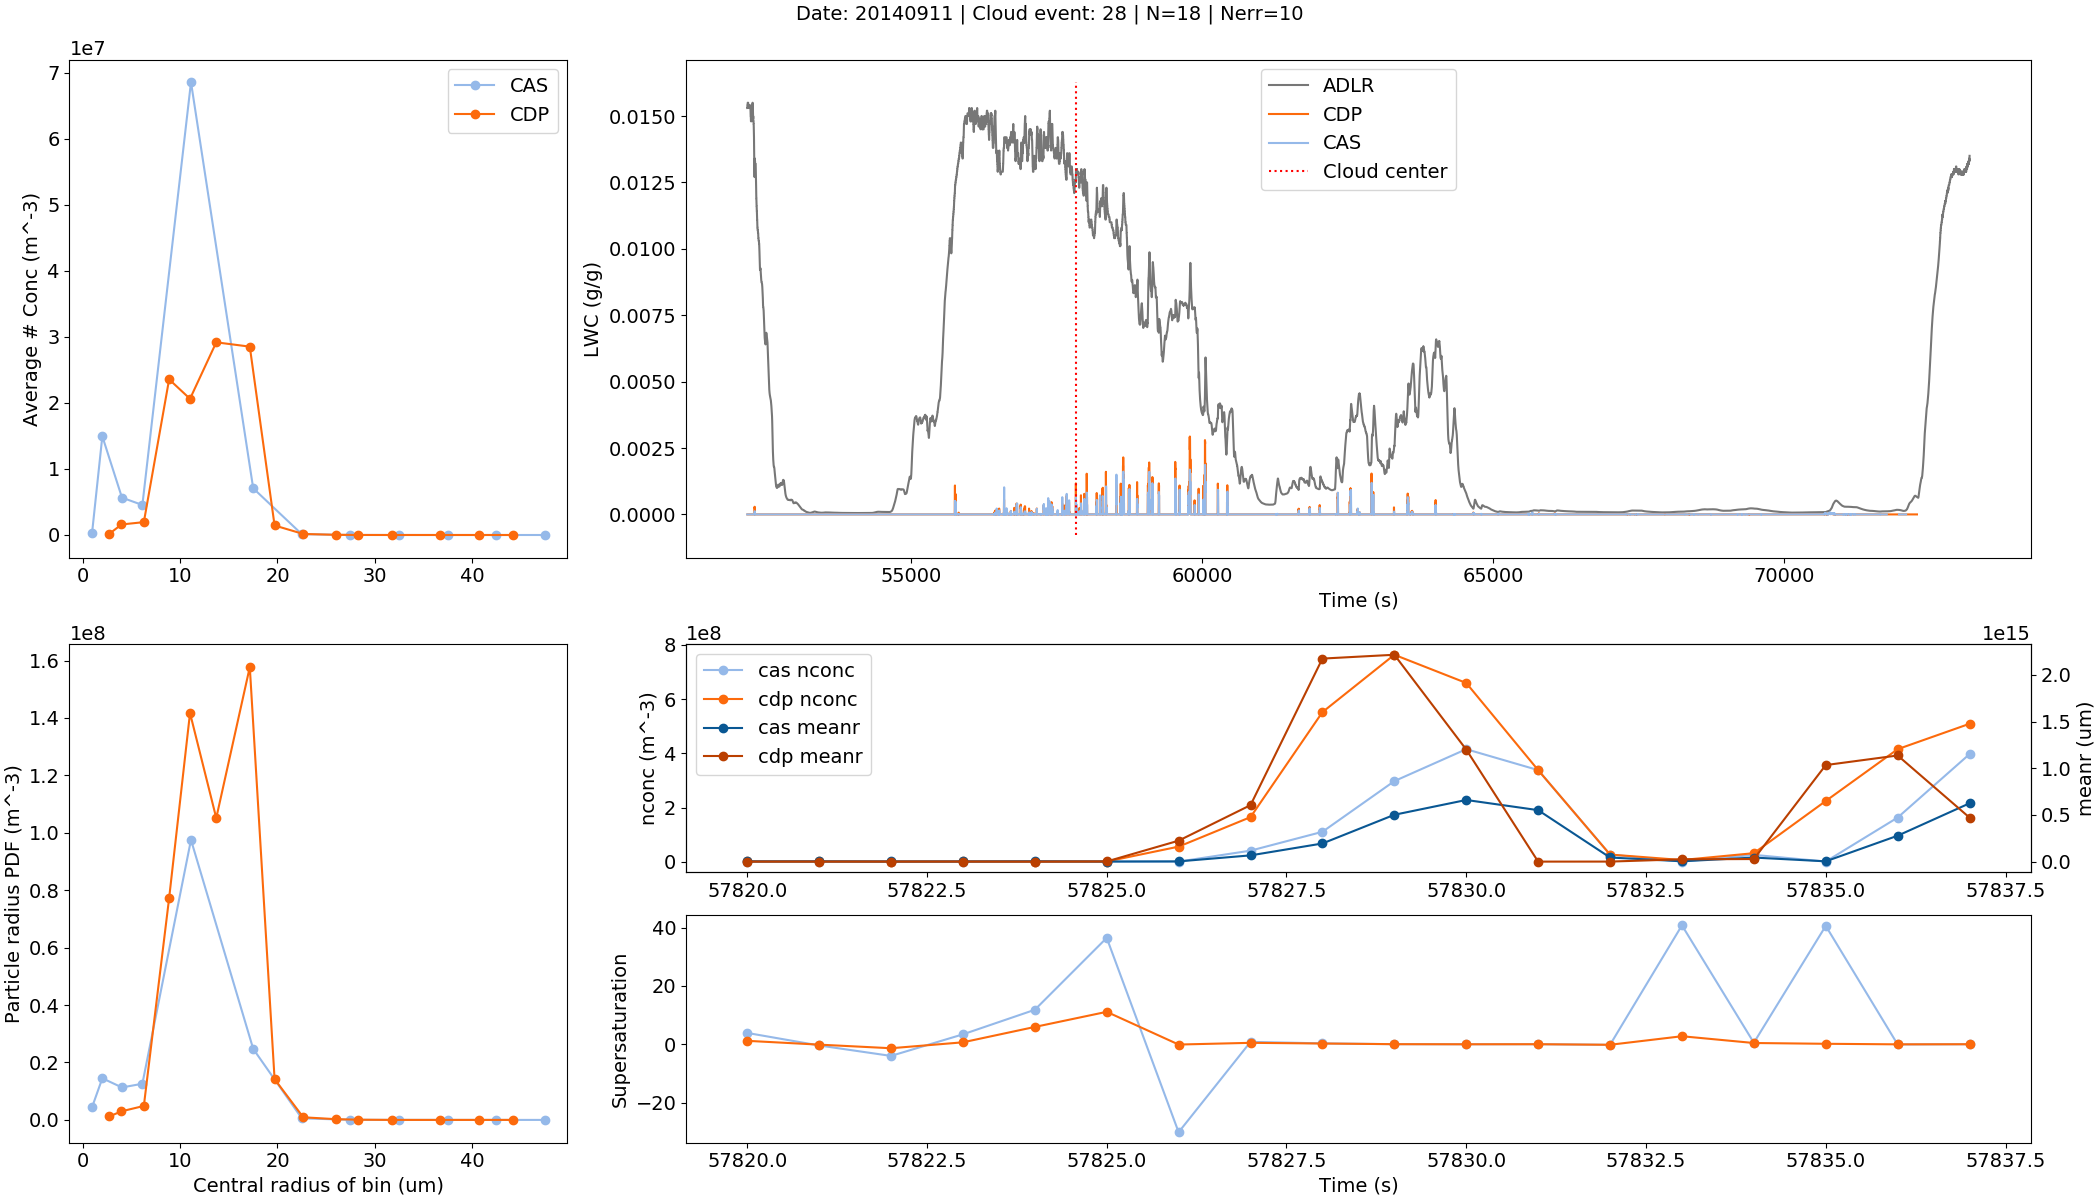 Date: 20140911 | Cloud event: 28 | N=18 | Nerr=10
1e7
7
6
5
4
3
2
1
0
Average # Conc (m^-3)
CAS
CDP
0
10
20
30
40
0.0150
0.0125
0.0100
0.0075
0.0050
0.0025
0.0000
LWC (g/g)
ADLR
CDP
CAS
Cloud center
55000
60000
65000
70000
Time (s)
1e8
1.6
1.4
1.2
1.0
0.8
0.6
0.4
0.2
0.0
Particle radius PDF (m^-3)
0
10
20
30
40
Central radius of bin (um)
1e8
1e15
8
6
4
2
0
nconc (m^-3)
cas nconc
cdp nconc
cas meanr
cdp meanr
2.0
1.5
1.0
0.5
0.0
meanr (um)
57820.0
57822.5
57825.0
57827.5
57830.0
57832.5
57835.0
57837.5
40
20
0
−20
Supersaturation
57820.0
57822.5
57825.0
57827.5
57830.0
57832.5
57835.0
57837.5
Time (s)